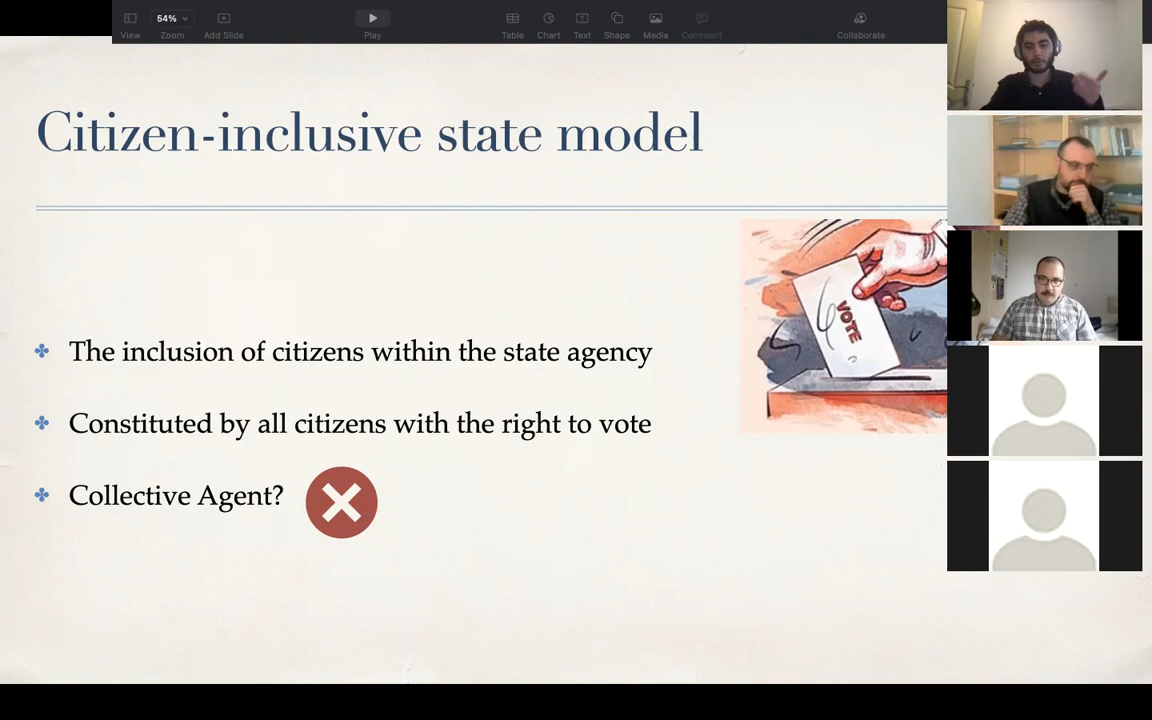 54%
View
Zoom
Add Slide
Play
Table
Chart
Text
Shape
Media
Comment
Collaborate
Citizen-inclusive state model
VOTE
The inclusion of citizens within the state agency
Constituted by all citizens with the right to vote
Collective Agent?